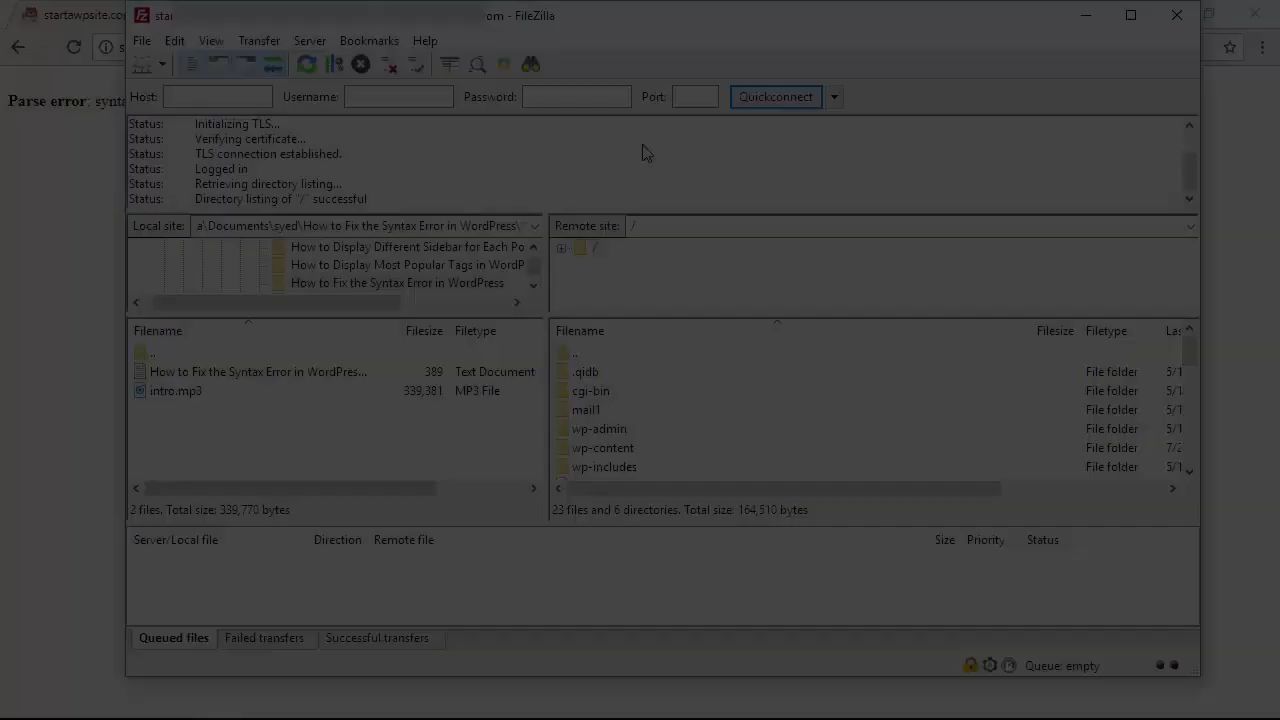 startawpsite.co
star
om - FileZilla
File Edit View Transfer Server Bookmarks Help
Host: Username: Password: Port: Quickconnect
Parse error: synta
Status: Initializing TLS...
Status: Verifying certificate...
Status: TLS connection established.
Status: Logged in
Status: Retrieving directory listing...
Status: Directory listing of "/" successful
Local site: a\Documents\syed\How to Fix the Syntax Error in WordPress\
Remote site: /
How to Display Different Sidebar for Each Po
/
How to Display Most Popular Tags in WordP
How to Fix the Syntax Error in WordPress
Filename Filesize Filetype
Filename Filesize Filetype Las
..
..
How to Fix the Syntax Error in WordPres... 389 Text Document
.qidb File folder 5/1
intro.mp3 339,381 MP3 File
cgi-bin File folder 5/1
mail1 File folder 5/1
wp-admin File folder 5/1
wp-content File folder 7/2
wp-includes File folder 5/1
2 files. Total size: 339,770 bytes
23 files and 6 directories. Total size: 164,510 bytes
Server/Local file Direction Remote file Size Priority Status
Queued files Failed transfers Successful transfers
Queue: empty